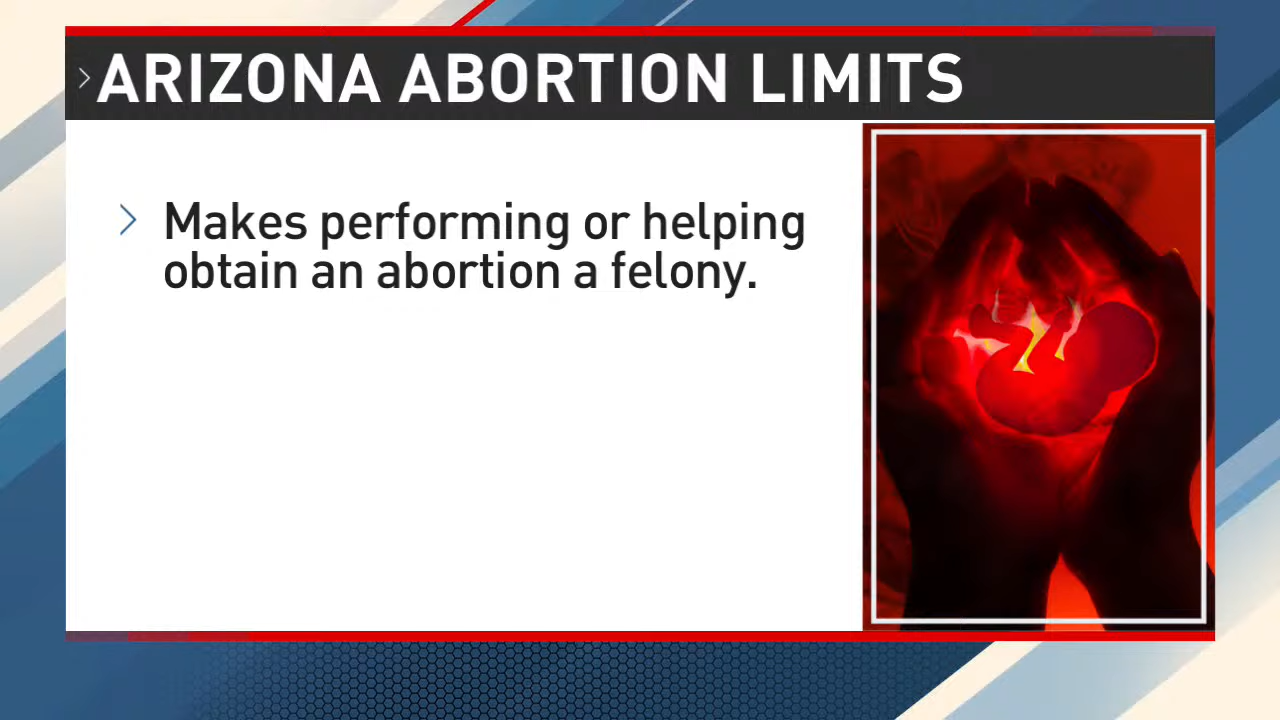 ARIZONA ABORTION LIMITS
Makes performing or helping
obtain an abortion a felony.